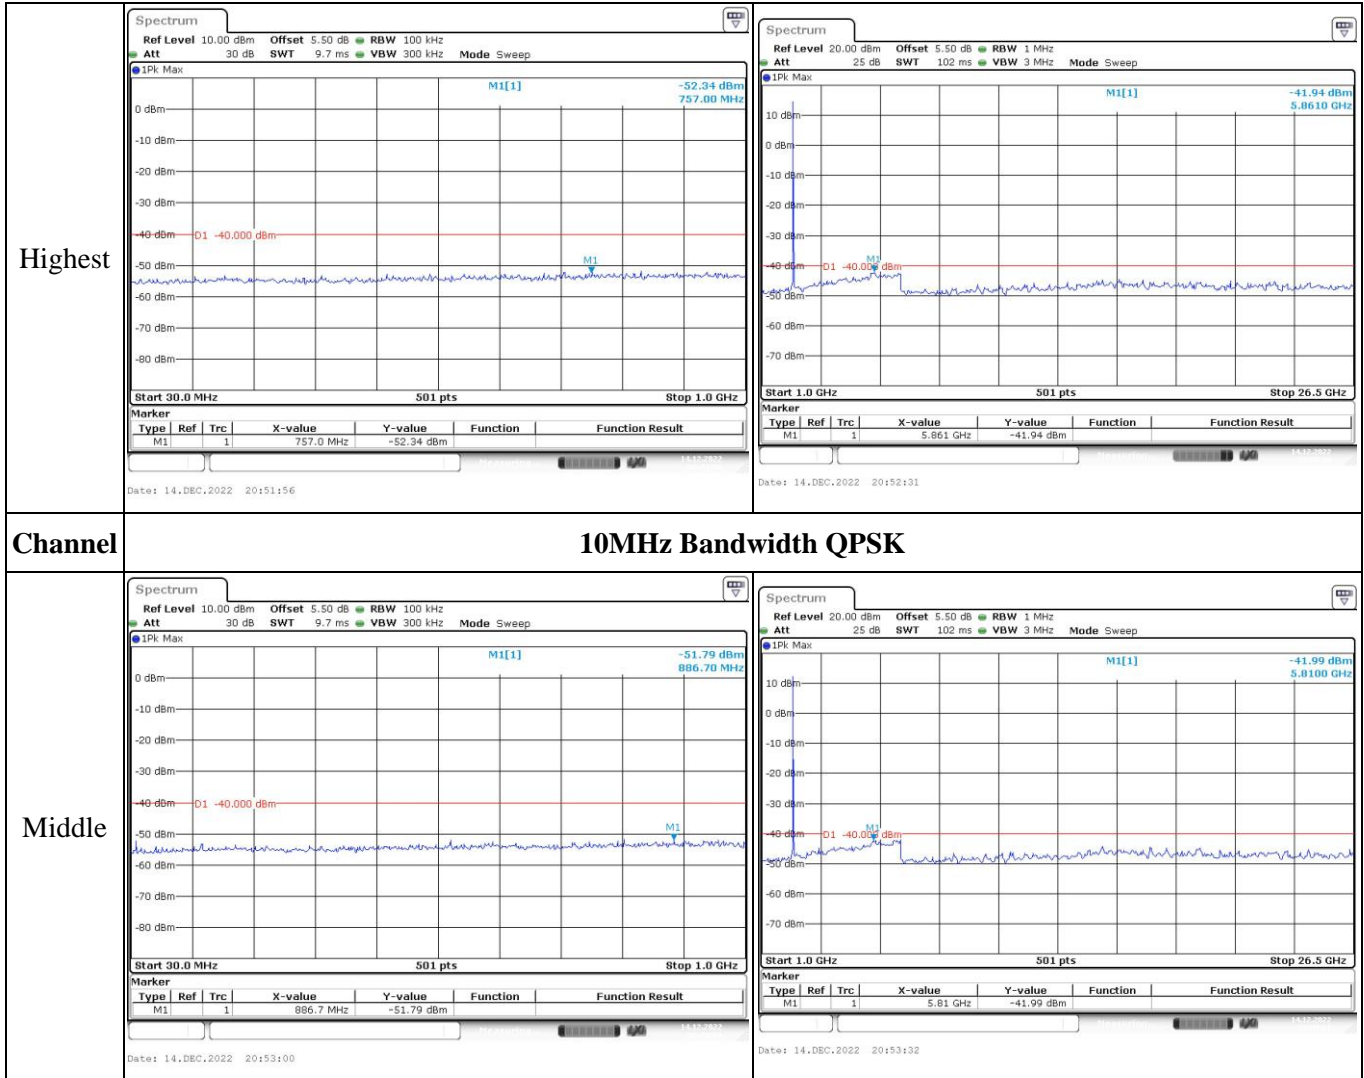 Highest
Spectrum
Ref Level 10.00 dBm Offset 5.50 dB RBW 100 kHz
Att 30 dB SWT 9.7 ms VBW 300 kHz Mode Sweep
1Pk Max
M1[1] -52.34 dBm
757.00 MHz
0 dBm
-10 dBm
-20 dBm
-30 dBm
-40 dBm D1 -40.000 dBm
M1
-50 dBm
-60 dBm
-70 dBm
-80 dBm
Start 30.0 MHz 501 pts Stop 1.0 GHz
Marker
Type Ref Trc X-value Y-value Function Function Result
M1 1 757.0 MHz -52.34 dBm
Date: 14.DEC.2022 20:51:56
Spectrum
Ref Level 20.00 dBm Offset 5.50 dB RBW 1 MHz
Att 25 dB SWT 102 ms VBW 3 MHz Mode Sweep
1Pk Max
M1[1] -41.94 dBm
5.8610 GHz
10 dBm
0 dBm
-10 dBm
-20 dBm
-30 dBm
M1
-40 dBm D1 -40.000 dBm
-50 dBm
-60 dBm
-70 dBm
Start 1.0 GHz 501 pts Stop 26.5 GHz
Marker
Type Ref Trc X-value Y-value Function Function Result
M1 1 5.861 GHz -41.94 dBm
Date: 14.DEC.2022 20:52:31
Channel 10MHz Bandwidth QPSK
Middle
Spectrum
Ref Level 10.00 dBm Offset 5.50 dB RBW 100 kHz
Att 30 dB SWT 9.7 ms VBW 300 kHz Mode Sweep
1Pk Max
M1[1] -51.79 dBm
886.70 MHz
0 dBm
-10 dBm
-20 dBm
-30 dBm
-40 dBm D1 -40.000 dBm
M1
-50 dBm
-60 dBm
-70 dBm
-80 dBm
Start 30.0 MHz 501 pts Stop 1.0 GHz
Marker
Type Ref Trc X-value Y-value Function Function Result
M1 1 886.7 MHz -51.79 dBm
Date: 14.DEC.2022 20:53:00
Spectrum
Ref Level 20.00 dBm Offset 5.50 dB RBW 1 MHz
Att 25 dB SWT 102 ms VBW 3 MHz Mode Sweep
1Pk Max
M1[1] -41.99 dBm
5.8100 GHz
10 dBm
0 dBm
-10 dBm
-20 dBm
-30 dBm
M1
-40 dBm D1 -40.000 dBm
-50 dBm
-60 dBm
-70 dBm
Start 1.0 GHz 501 pts Stop 26.5 GHz
Marker
Type Ref Trc X-value Y-value Function Function Result
M1 1 5.81 GHz -41.99 dBm
Date: 14.DEC.2022 20:53:32